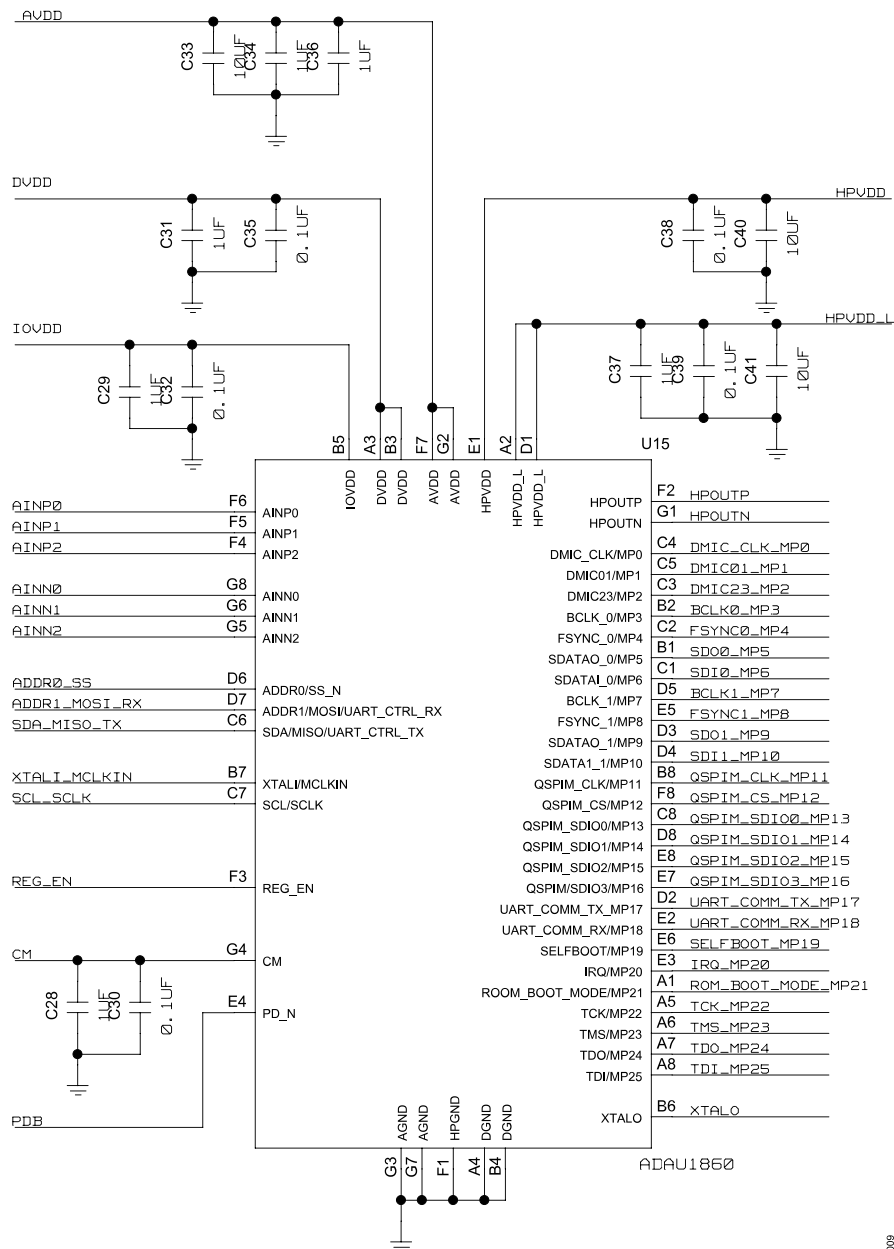 AVDD
C33
10UF
C34
1UF
C36
1UF
DVDD
C31
1UF
C35
0.1UF
HPVDD
C38
0.1UF
C40
10UF
IOVDD
C29
1UF
C32
0.1UF
HPVDD_L
C37
1UF
C39
0.1UF
C41
10UF
B5
A3
B3
F7
G2
E1
A2
D1
U15
IOVDD
DVDD
DVDD
AVDD
AVDD
HPVDD
HPVDD_L
HPVDD_L
AINP0 F6 AINP0
AINP1 F5 AINP1
AINP2 F4 AINP2
AINN0 G8 AINN0
AINN1 G6 AINN1
AINN2 G5 AINN2
ADDR0_SS D6 ADDR0/SS_N
ADDR1_MOSI_RX D7 ADDR1/MOSI/UART_CTRL_RX
SDA_MISO_TX C6 SDA/MISO/UART_CTRL_TX
XTALI_MCLKIN B7 XTALI/MCLKIN
SCL_SCLK C7 SCL/SCLK
REG_EN F3 REG_EN
CM G4 CM
C28
1UF
C30
0.1UF
E4 PD_N
PDB
HPOUTP F2 HPOUTP
HPOUTN G1 HPOUTN
DMIC_CLK/MP0 C4 DMIC_CLK_MP0
DMIC01/MP1 C5 DMIC01_MP1
DMIC23/MP2 C3 DMIC23_MP2
BCLK_0/MP3 B2 BCLK0_MP3
FSYNC_0/MP4 C2 FSYNC0_MP4
SDATAO_0/MP5 B1 SDO0_MP5
SDATAI_0/MP6 C1 SDI0_MP6
BCLK_1/MP7 D5 BCLK1_MP7
FSYNC_1/MP8 E5 FSYNC1_MP8
SDATAO_1/MP9 D3 SDO1_MP9
SDATA1_1/MP10 D4 SDI1_MP10
QSPIM_CLK/MP11 B8 QSPIM_CLK_MP11
QSPIM_CS/MP12 F8 QSPIM_CS_MP12
QSPIM_SDIO0/MP13 C8 QSPIM_SDIO0_MP13
QSPIM_SDIO1/MP14 D8 QSPIM_SDIO1_MP14
QSPIM_SDIO2/MP15 E8 QSPIM_SDIO2_MP15
QSPIM/SDIO3/MP16 E7 QSPIM_SDIO3_MP16
UART_COMM_TX_MP17 D2 UART_COMM_TX_MP17
UART_COMM_RX/MP18 E2 UART_COMM_RX_MP18
SELFBOOT/MP19 E6 SELFBOOT_MP19
IRQ/MP20 E3 IRQ_MP20
ROOM_BOOT_MODE/MP21 A1 ROM_BOOT_MODE_MP21
TCK/MP22 A5 TCK_MP22
TMS/MP23 A6 TMS_MP23
TDO/MP24 A7 TDO_MP24
TDI/MP25 A8 TDI_MP25
XTALO B6 XTALO
AGND
AGND
HPGND
DGND
DGND
G3
G7
F1
A4
B4
ADAU1860
009